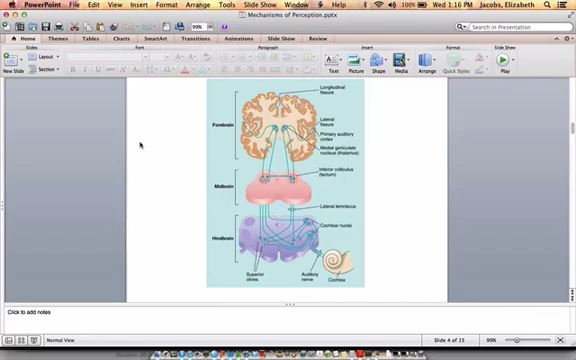 PowerPoint File Edit View Insert Format Arrange Tools Slide Show Window Help 100% Wed 1:16 PM Jacobs, Elizabeth
Mechanisms of Perception.pptx
99% Search in Presentation
Home Themes Tables Charts SmartArt Transitions Animations Slide Show Review
Slides Font Paragraph Insert Format Slide Show
New Slide Layout Section Text Picture Shape Media Arrange Quick Styles Play
B I U
Longitudinal
fissure
Forebrain
Lateral
fissure
Primary auditory
cortex
Medial geniculate
nucleus (thalamus)
Inferior colliculus
(tectum)
Midbrain
Lateral lemniscus
Cochlear nuclei
Hindbrain
Superior
olives
Auditory
nerve
Cochlea
Click to add notes
Normal View Slide 4 of 15 99%